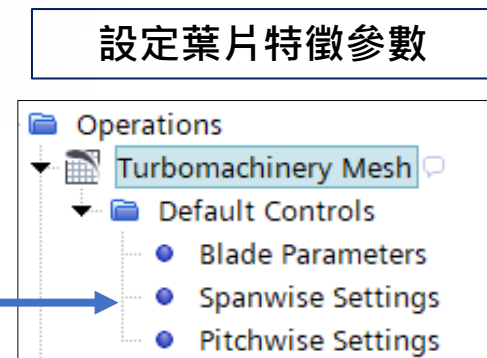 設定葉片特徵參數
Operations
Turbomachinery Mesh
Default Controls
Blade Parameters
Spanwise Settings
Pitchwise Settings